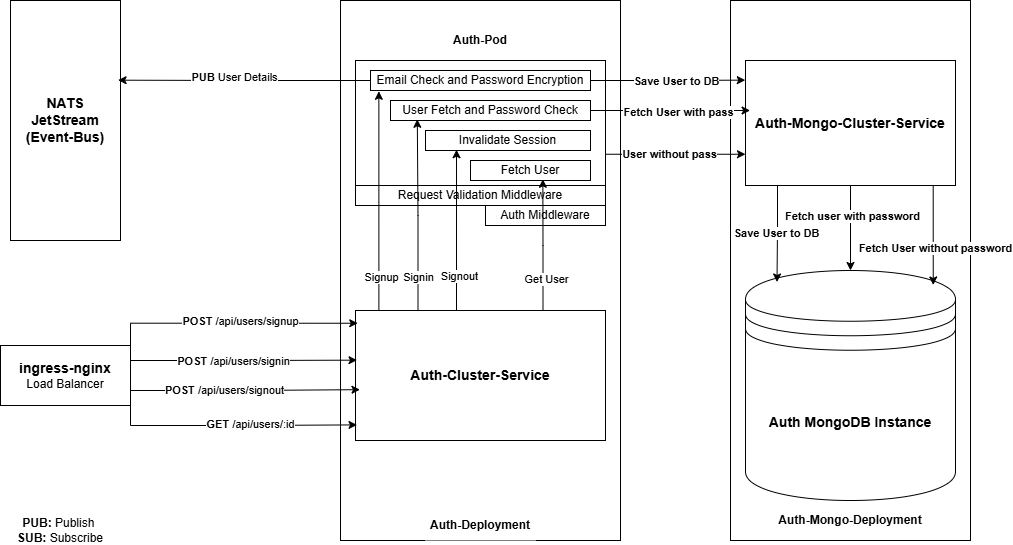 Auth-Pod
PUB User Details
Email Check and Password Encryption
Save User to DB
NATS
JetStream
(Event-Bus)
User Fetch and Password Check
Fetch User with pass
Auth-Mongo-Cluster-Service
Invalidate Session
User without pass
Fetch User
Request Validation Middleware
Auth Middleware
Fetch user with password
Save User to DB
Fetch User without password
Signup
Signin
Signout
Get User
POST /api/users/signup
ingress-nginx
Load Balancer
POST /api/users/signin
Auth-Cluster-Service
POST /api/users/signout
GET /api/users/:id
Auth MongoDB Instance
PUB: Publish
SUB: Subscribe
Auth-Deployment
Auth-Mongo-Deployment